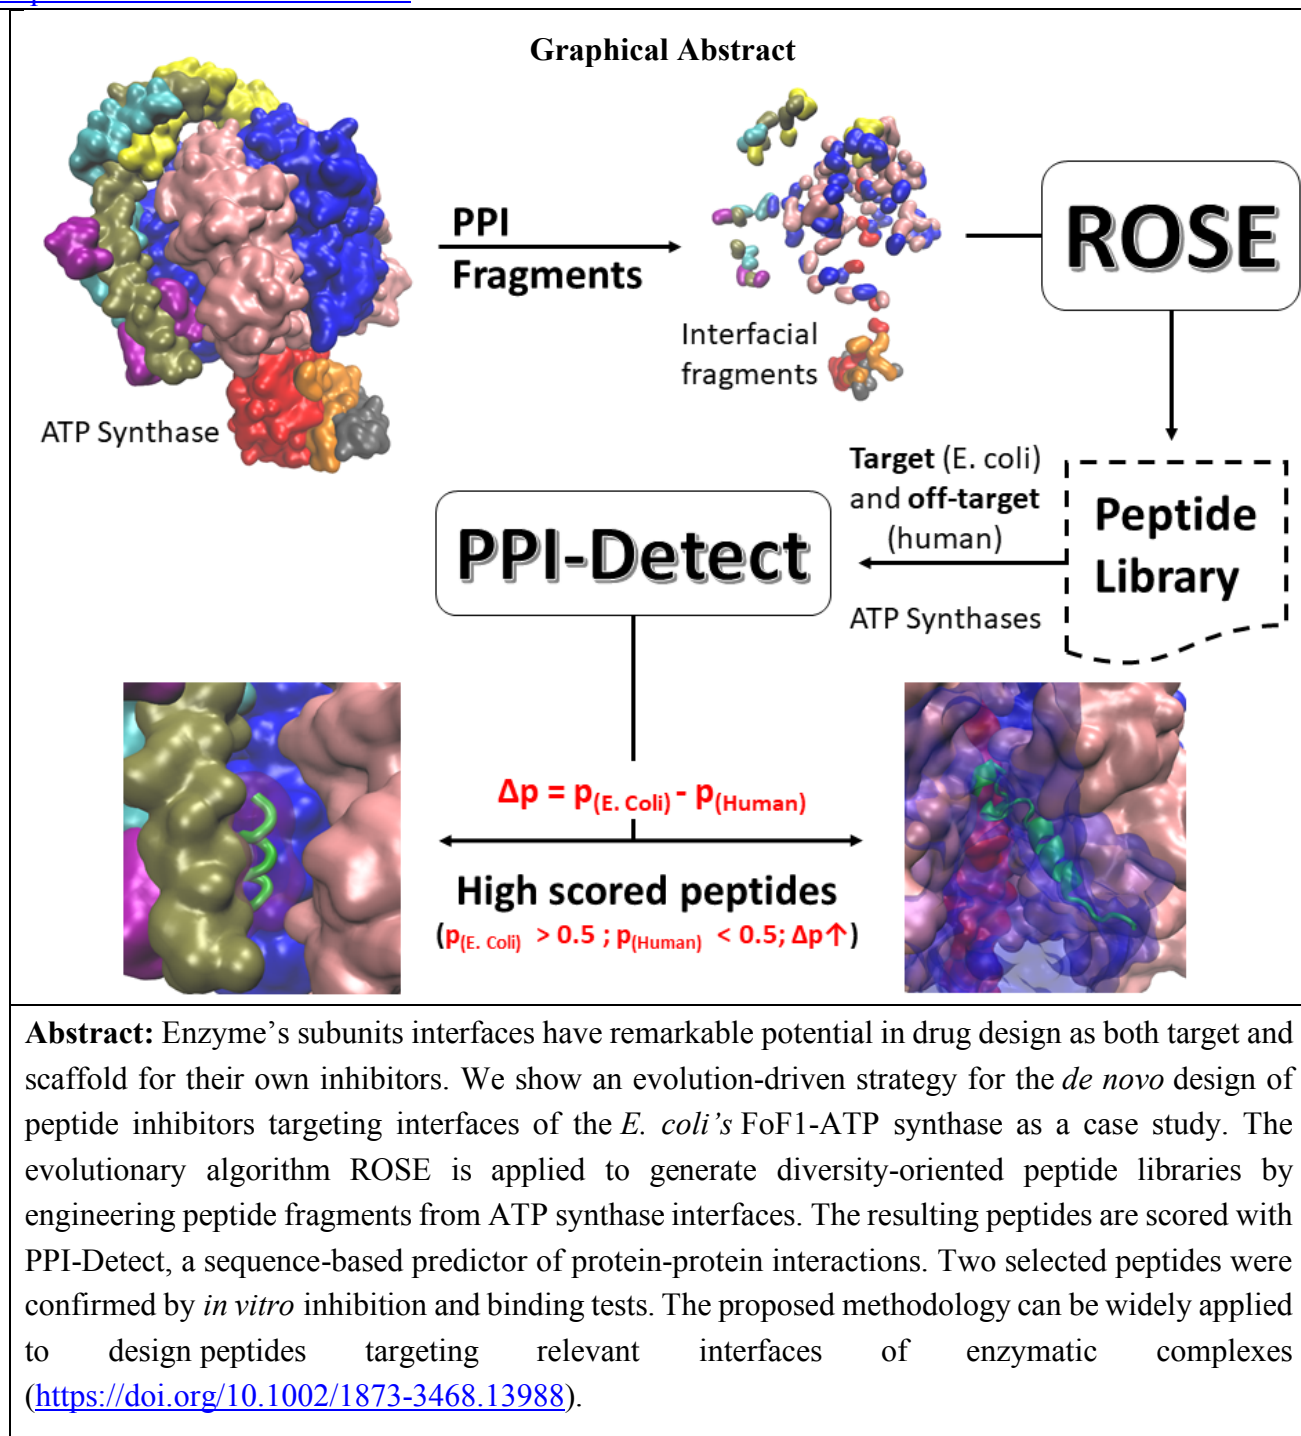 Graphical Abstract
PPI
Fragments
ROSE
Interfacial
fragments
ATP Synthase
Target (E. coli)
and off-target
(human)
ATP Synthases
Peptide
Library
PPI-Detect
Δp = p(E. Coli) - p(Human)
High scored peptides
(p(E. Coli) > 0.5 ; p(Human) < 0.5; Δp↑)
Abstract: Enzyme’s subunits interfaces have remarkable potential in drug design as both target and
scaffold for their own inhibitors. We show an evolution-driven strategy for the de novo design of
peptide inhibitors targeting interfaces of the E. coli’s FoF1-ATP synthase as a case study. The
evolutionary algorithm ROSE is applied to generate diversity-oriented peptide libraries by
engineering peptide fragments from ATP synthase interfaces. The resulting peptides are scored with
PPI-Detect, a sequence-based predictor of protein-protein interactions. Two selected peptides were
confirmed by in vitro inhibition and binding tests. The proposed methodology can be widely applied
to design peptides targeting relevant interfaces of enzymatic complexes
(https://doi.org/10.1002/1873-3468.13988).